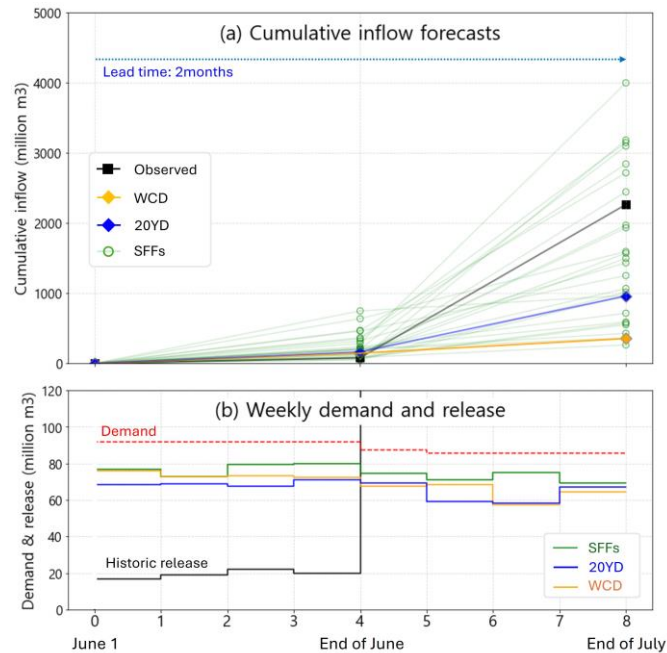 (a) Cumulative inflow forecasts
Cumulative inflow (million m3)
5000
4000
3000
2000
1000
0
Lead time: 2months
Observed
WCD
20YD
SFFs
(b) Weekly demand and release
Demand & release (million m3)
120
100
80
60
40
20
0
Demand
Historic release
SFFs
20YD
WCD
0 1 2 3 4 5 6 7 8
June 1 End of June End of July